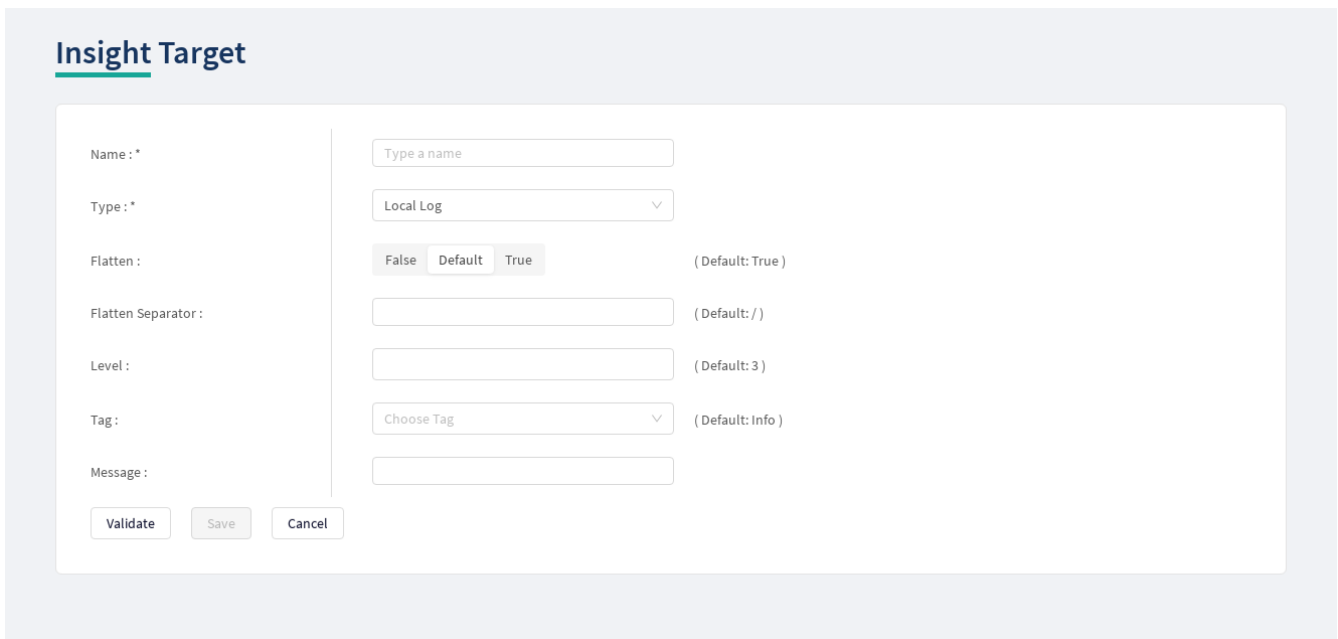 Insight Target
Name : * Type a name
Type : * Local Log
Flatten : False Default True ( Default: True )
Flatten Separator : ( Default: / )
Level : ( Default: 3 )
Tag : Choose Tag ( Default: Info )
Message :
Validate Save Cancel